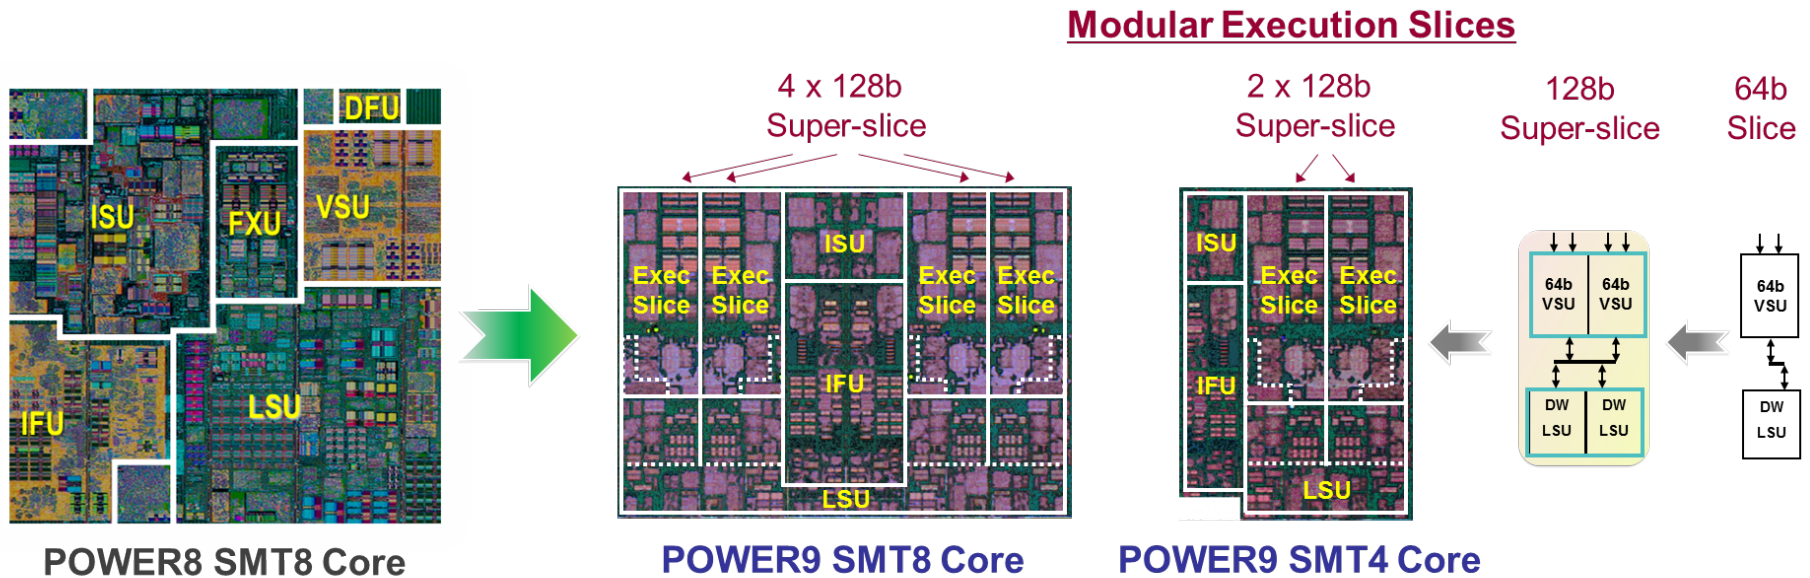 Modular Execution Slices
4 x 128b
Super-slice
2 x 128b
Super-slice
128b
Super-slice
64b
Slice
DFU
ISU
FXU
VSU
IFU
LSU
ISU
Exec
Slice
Exec
Slice
Exec
Slice
Exec
Slice
IFU
LSU
ISU
Exec
Slice
Exec
Slice
IFU
LSU
64b
VSU
64b
VSU
DW
LSU
DW
LSU
64b
VSU
DW
LSU
POWER8 SMT8 Core
POWER9 SMT8 Core
POWER9 SMT4 Core